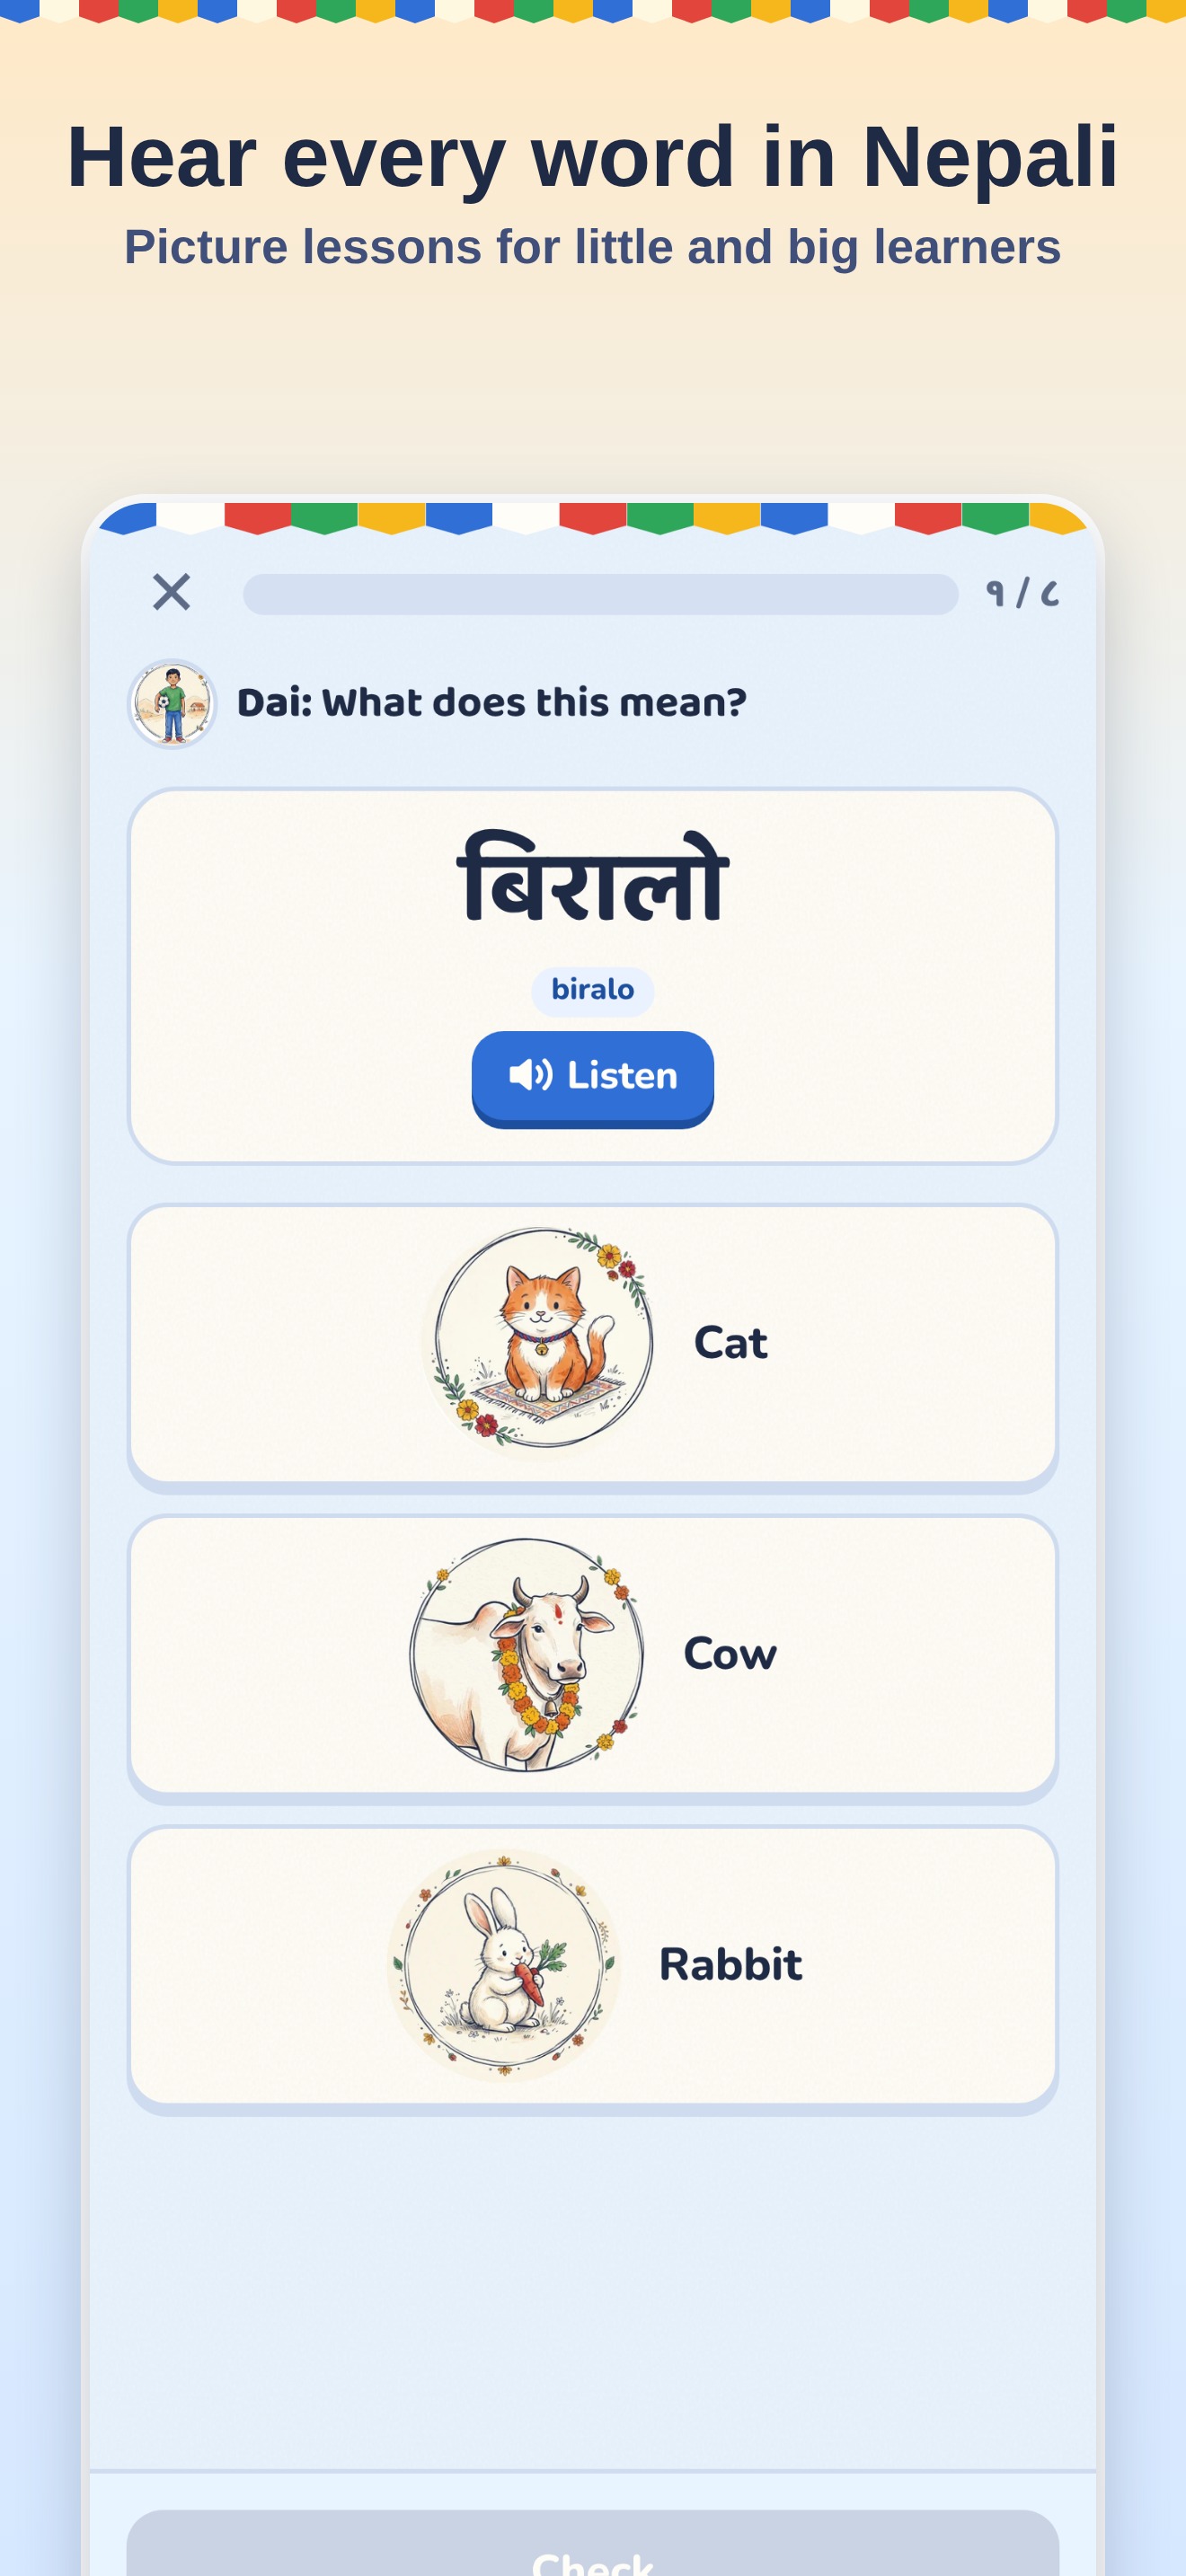 Hear every word in Nepali
Picture lessons for little and big learners
१ / ८
Dai: What does this mean?
बिरालो
biralo
Listen
Cat
Cow
Rabbit
Check